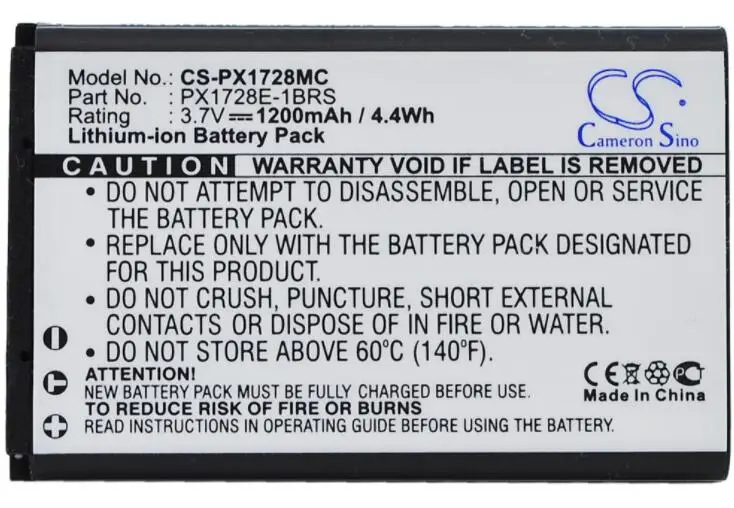 Model No.: CS-PX1728MC
Part No. : PX1728E-1BRS
Rating : 3.7V⎓1200mAh / 4.4Wh
Lithium-ion Battery Pack
CS
Cameron Sino
CAUTION WARRANTY VOID IF LABEL IS REMOVED
• DO NOT ATTEMPT TO DISASSEMBLE, OPEN OR SERVICE
THE BATTERY PACK.
• REPLACE ONLY WITH THE BATTERY PACK DESIGNATED
FOR THIS PRODUCT.
• DO NOT CRUSH, PUNCTURE, SHORT EXTERNAL
CONTACTS OR DISPOSE OF IN FIRE OR WATER.
• DO NOT STORE ABOVE 60°C (140°F).
ATTENTION!
NEW BATTERY PACK MUST BE FULLY CHARGED BEFORE USE.
TO REDUCE RISK OF FIRE OR BURNS
READ INSTRUCTIONS IN OPERATING GUIDE BEFORE USING THE BATTERY.
CE PC
Made In China